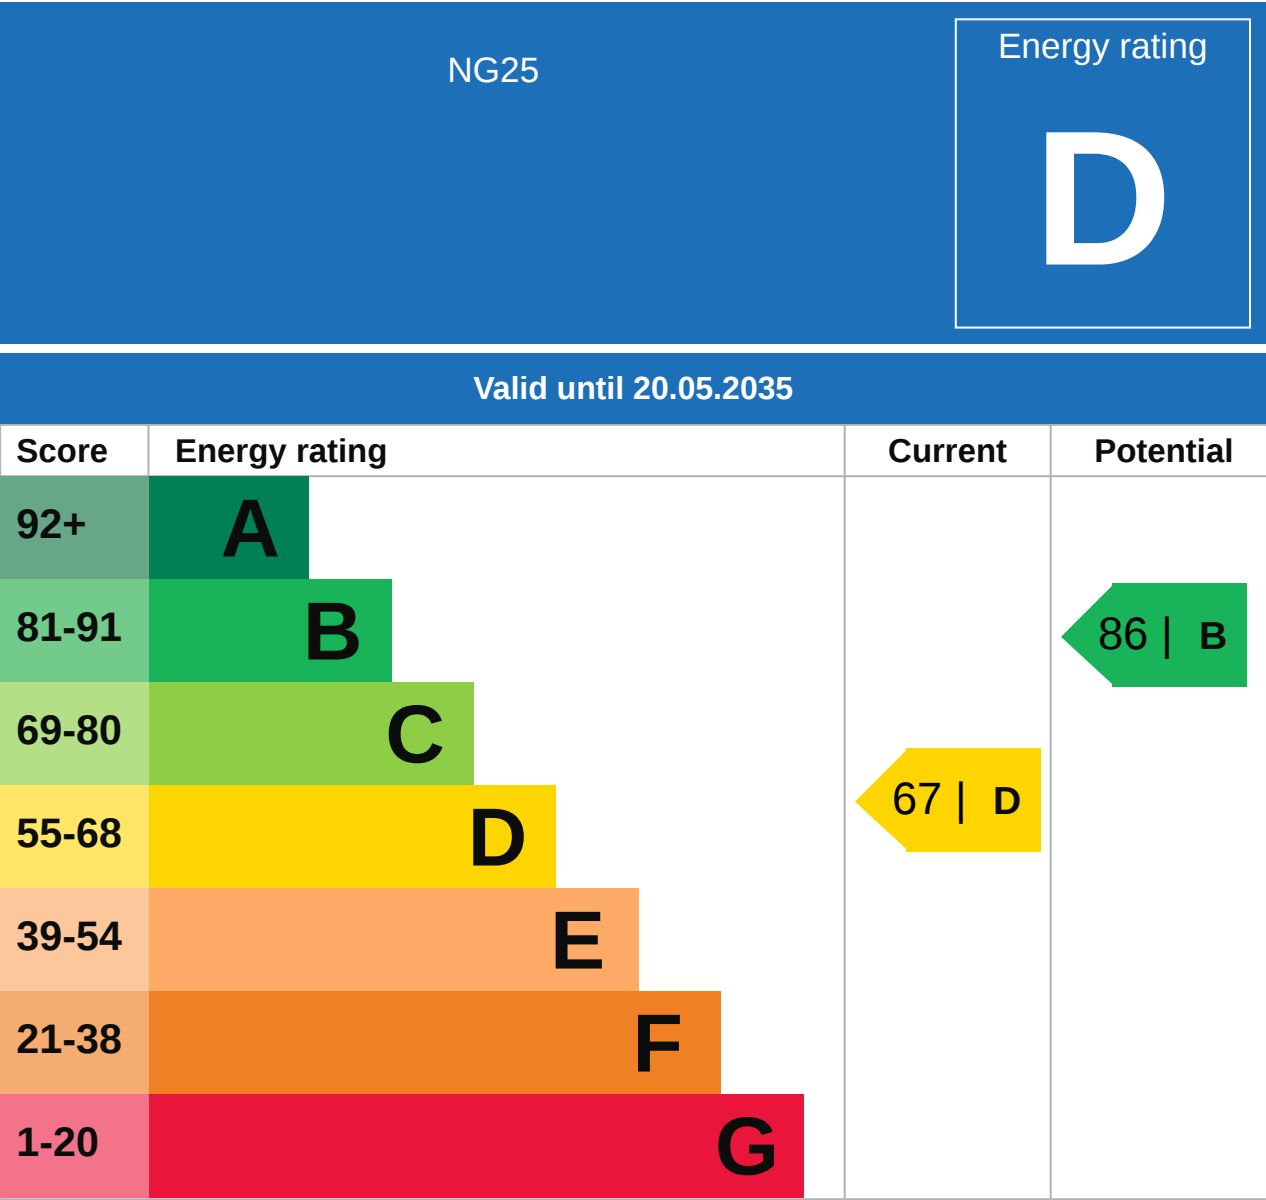 NG25
Energy rating
D
Valid until 20.05.2035
Score Energy rating Current Potential
92+ A
81-91 B
86 | B
69-80 C
67 | D
55-68 D
39-54 E
21-38 F
1-20 G